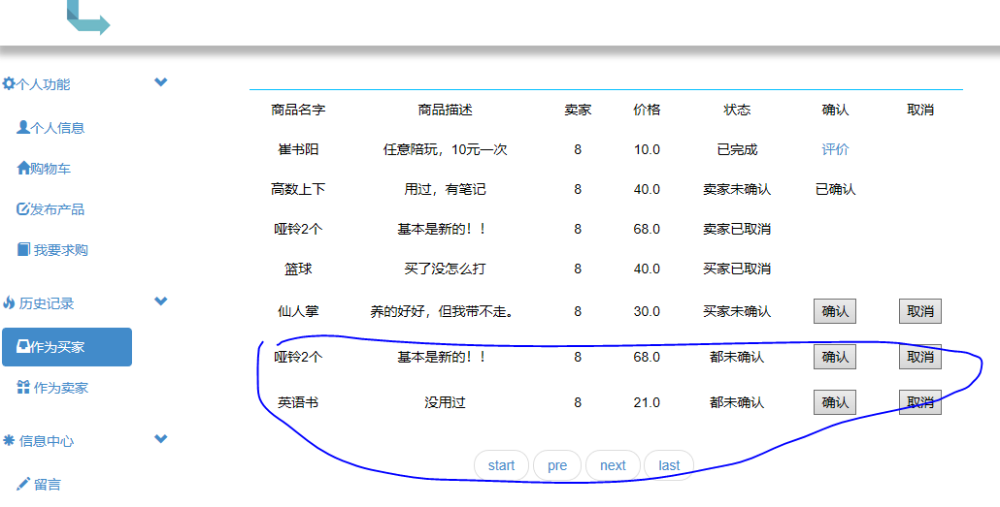 个人功能
个人信息
购物车
发布产品
我要求购
历史记录
作为买家
作为卖家
信息中心
留言
商品名字 商品描述 卖家 价格 状态 确认 取消
崔书阳 任意陪玩，10元一次 8 10.0 已完成 评价
高数上下 用过，有笔记 8 40.0 卖家未确认 已确认
哑铃2个 基本是新的！！ 8 68.0 卖家已取消
篮球 买了没怎么打 8 40.0 买家已取消
仙人掌 养的好好，但我带不走。 8 30.0 买家未确认 确认 取消
哑铃2个 基本是新的！！ 8 68.0 都未确认 确认 取消
英语书 没用过 8 21.0 都未确认 确认 取消
start pre next last